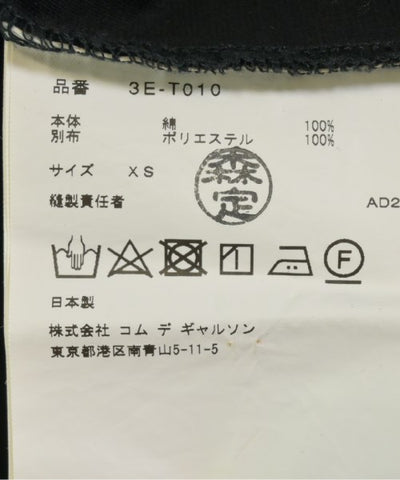 品番 3E-T010
本体 綿 100%
別布 ポリエステル 100%
サイズ XS
縫製責任者 森定 AD2
F
日本製
株式会社 コム デ ギャルソン
東京都港区南青山5-11-5